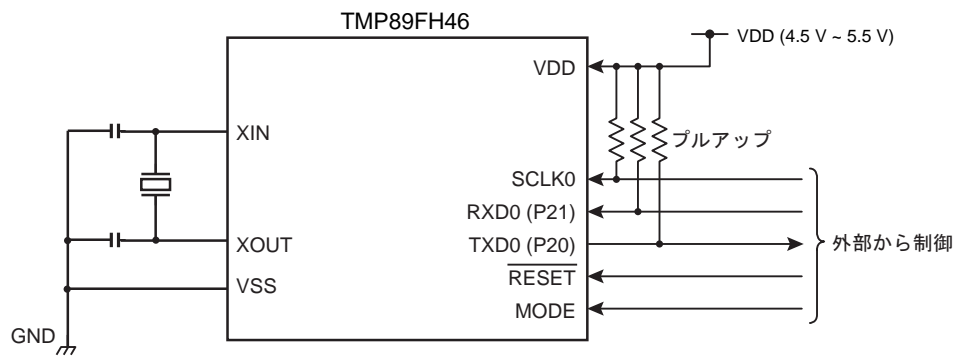 TMP89FH46
VDD (4.5 V ~ 5.5 V)
VDD
XIN
プルアップ
SCLK0
RXD0 (P21)
XOUT
TXD0 (P20)
外部から制御
RESET
VSS
MODE
GND